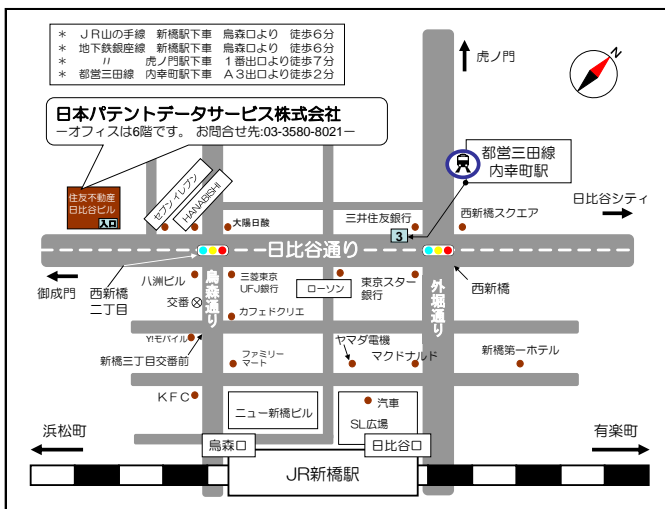 * JR山の手線 新橋駅下車 烏森口より 徒歩6分
* 地下鉄銀座線 新橋駅下車 烏森口より 徒歩6分
* 〃 虎ノ門駅下車 1番出口より徒歩7分
* 都営三田線 内幸町駅下車 A3出口より徒歩2分
虎ノ門
N
日本パテントデータサービス株式会社
−オフィスは6階です。 お問合せ先:03-3580-8021−
都営三田線
内幸町駅
住友不動産
日比谷ビル
入口
セブンイレブン
HANABISHI
大陽日酸
三井住友銀行
3
西新橋スクエア
日比谷シティ
日比谷通り
御成門
西新橋
二丁目
八洲ビル
交番
烏森通り
三菱東京
UFJ銀行
ローソン
東京スター
銀行
外堀通り
西新橋
カフェドクリエ
Y!モバイル
新橋三丁目交番前
ファミリー
マート
ヤマダ電機
マクドナルド
新橋第一ホテル
KFC
ニュー新橋ビル
汽車
SL広場
浜松町
烏森口
日比谷口
有楽町
JR新橋駅